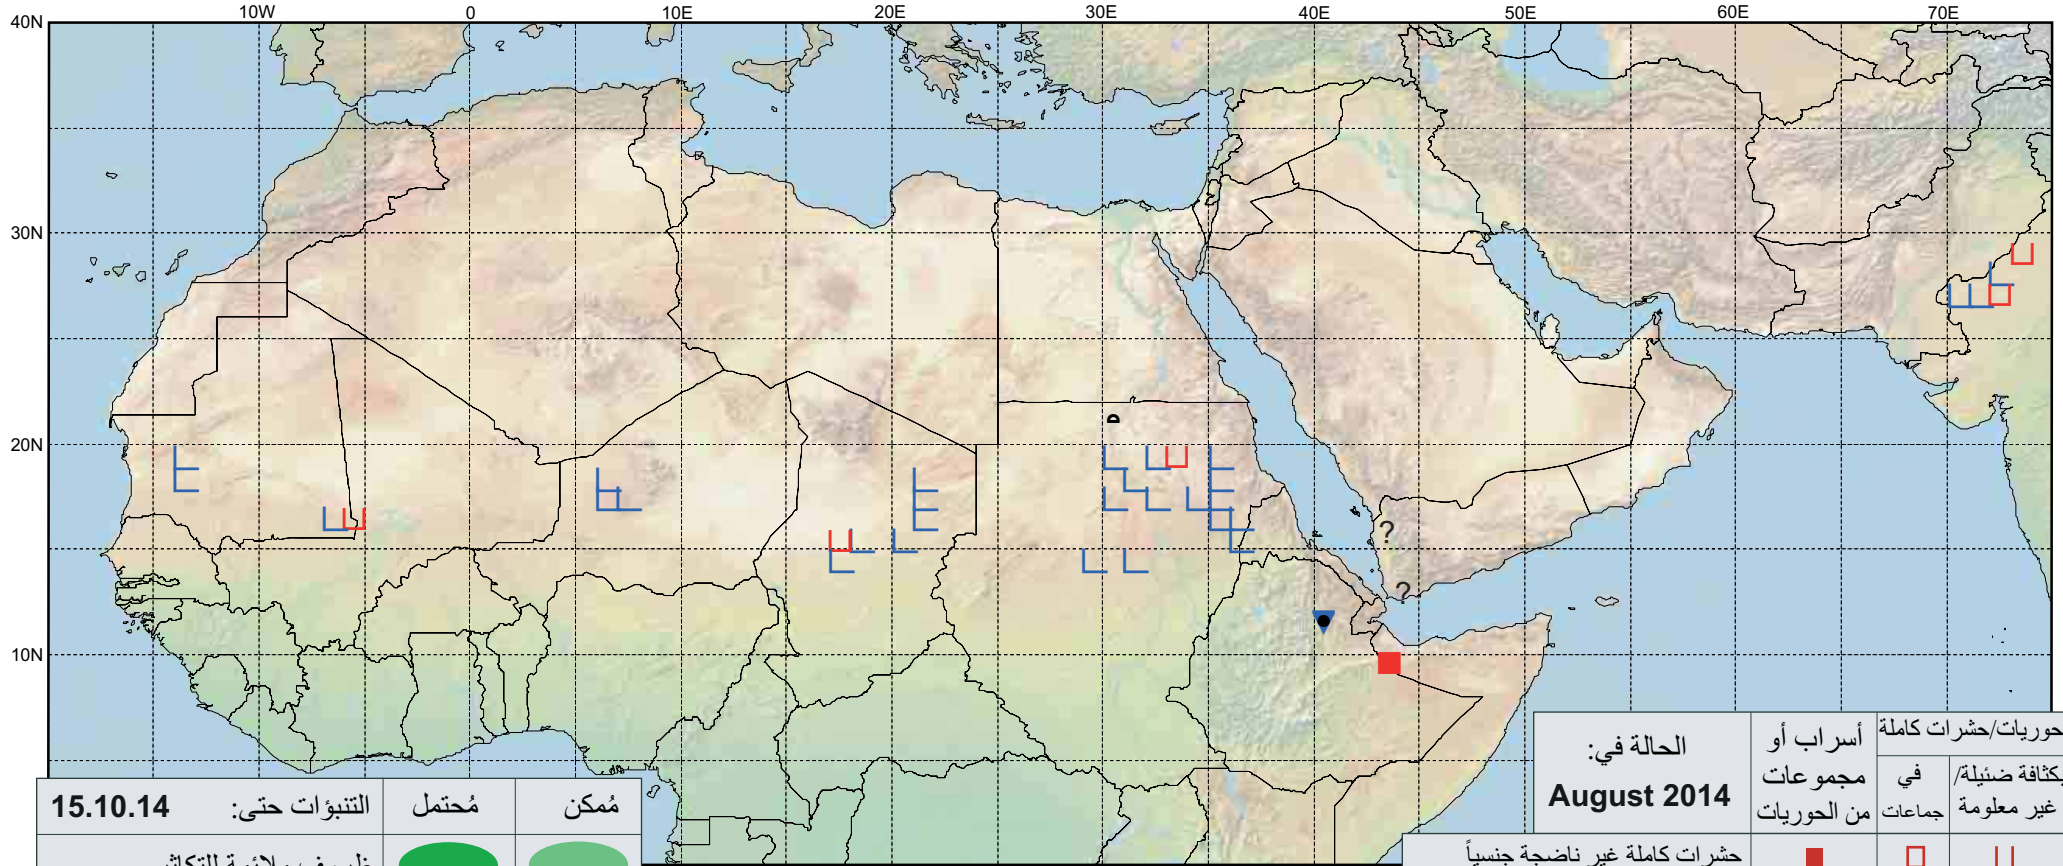 10W 0 10E 20E 30E 40E 50E 60E 70E
40N
30N
20N
10N
?
?
التنبؤات حتى: 15.10.14
مُحتمل
مُمكن
الحالة في:
August 2014
أسراب أو
مجموعات
من الحوريات
حوريات/حشرات كاملة
في
جماعات
بكثافة ضئيلة/
غير معلومة
حشرات كاملة غير ناضجة جنسياً